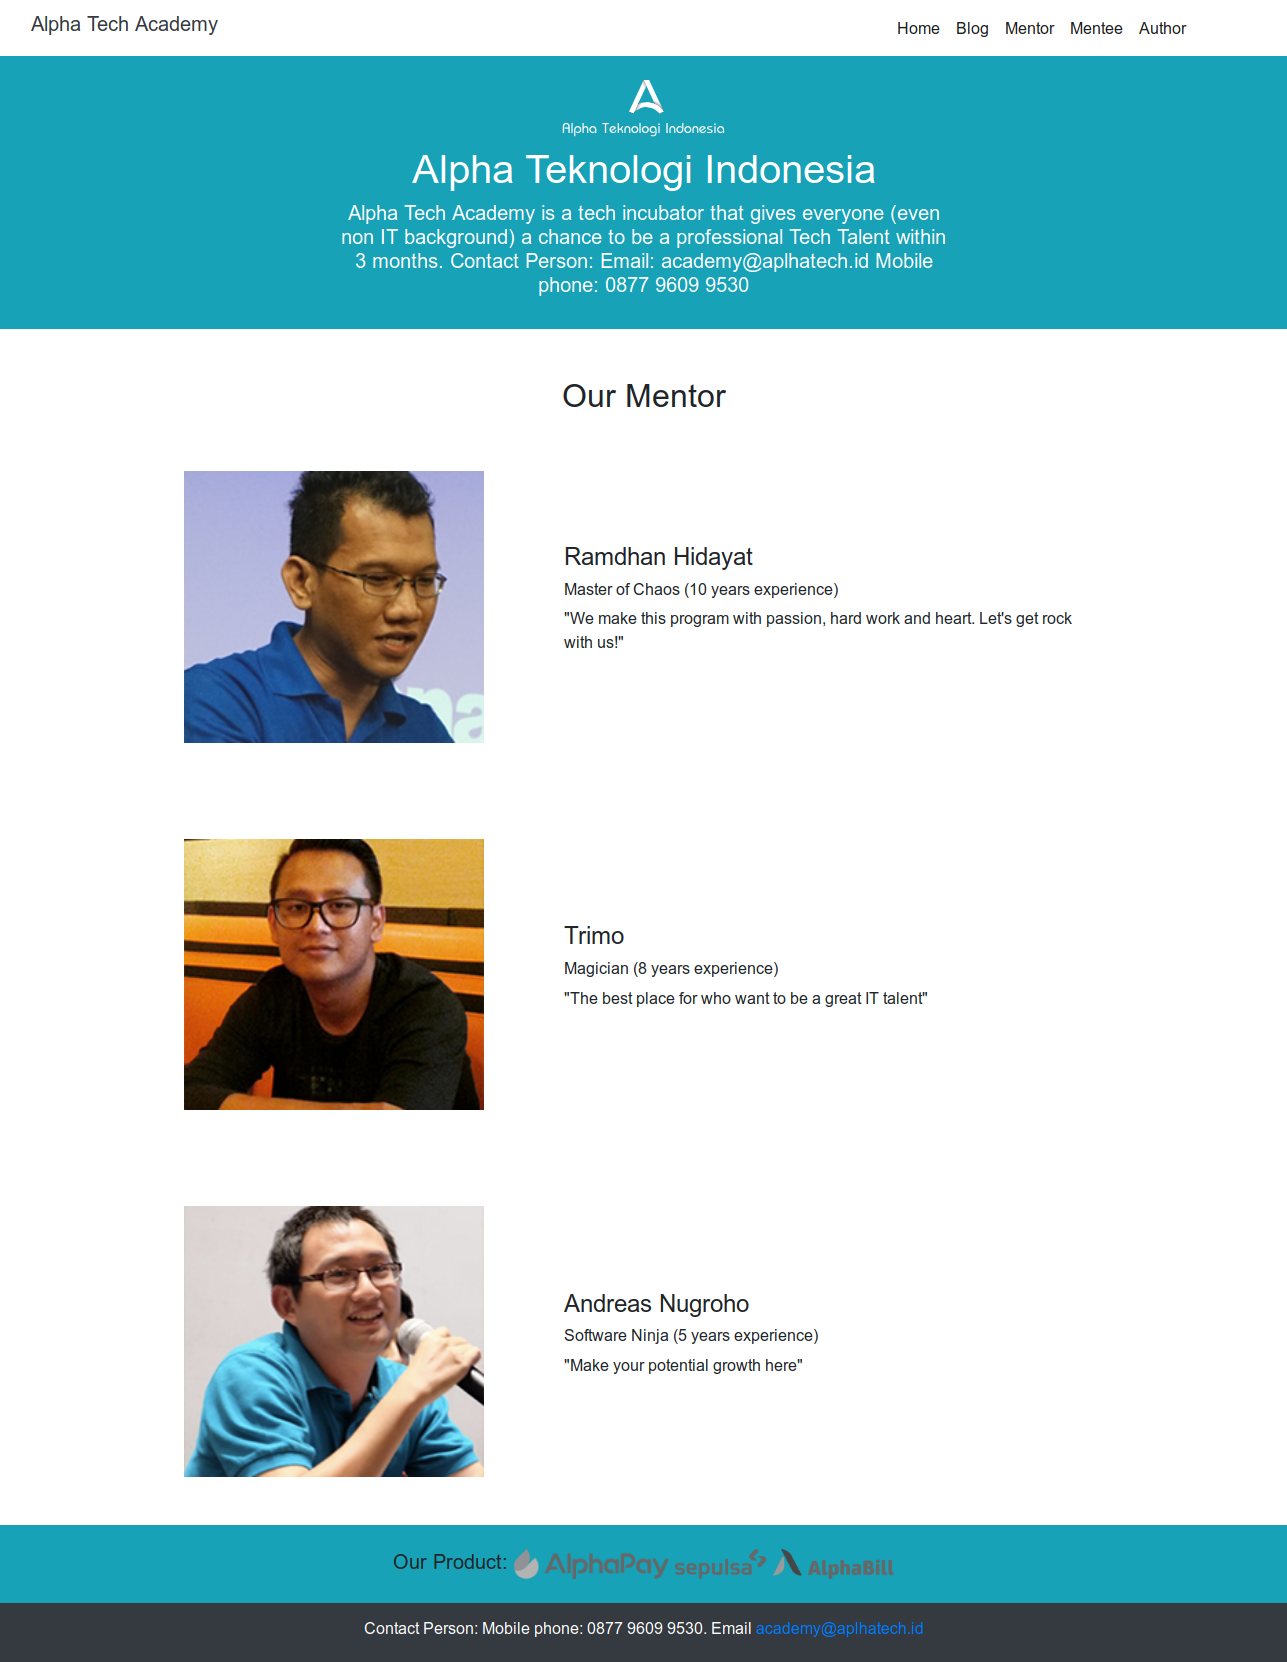 Alpha Tech Academy
Home Blog Mentor Mentee Author
Alpha Teknologi Indonesia
Alpha Teknologi Indonesia
Alpha Tech Academy is a tech incubator that gives everyone (even
non IT background) a chance to be a professional Tech Talent within
3 months. Contact Person: Email: academy@aplhatech.id Mobile
phone: 0877 9609 9530
Our Mentor
na
Ramdhan Hidayat
Master of Chaos (10 years experience)
"We make this program with passion, hard work and heart. Let's get rock
with us!"
Trimo
Magician (8 years experience)
"The best place for who want to be a great IT talent"
Andreas Nugroho
Software Ninja (5 years experience)
"Make your potential growth here"
Our Product: AlphaPay sepulsa AlphaBill
Contact Person: Mobile phone: 0877 9609 9530. Email academy@aplhatech.id